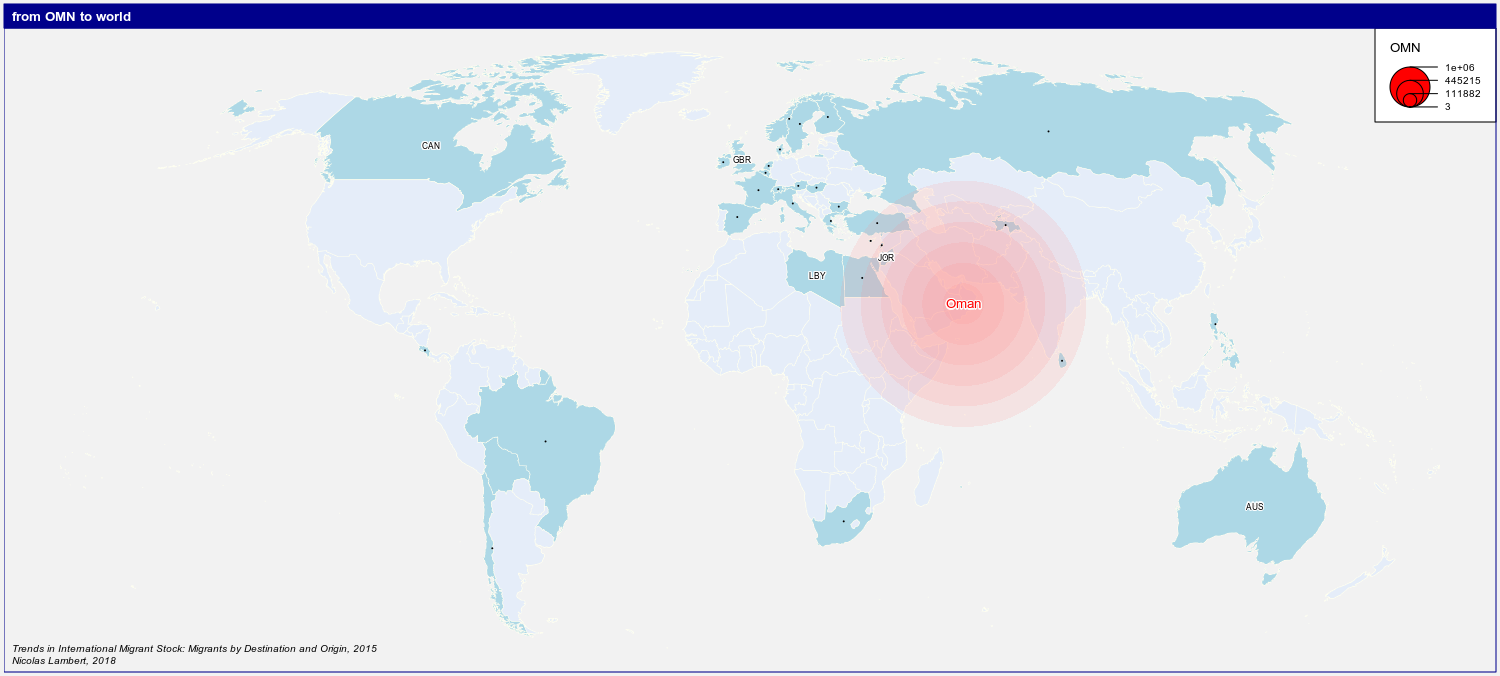 from OMN to world
OMN
1e+06
445215
111882
3
CAN
GBR
JOR
LBY
Oman
AUS
Trends in International Migrant Stock: Migrants by Destination and Origin, 2015
Nicolas Lambert, 2018